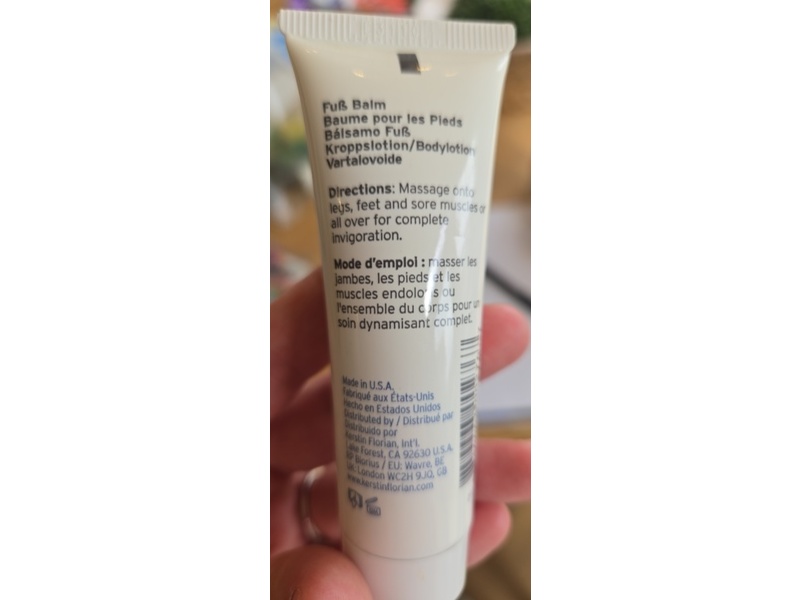 Fuß Balm
Baume pour les Pieds
Bálsamo Fuß
Kroppslotion/Bodylotion
Vartalovoide
Directions: Massage onto
legs, feet and sore muscles or
all over for complete
invigoration.
Mode d'emploi : masser les
jambes, les pieds et les
muscles endoloris ou
l'ensemble du corps pour un
soin dynamisant complet.
Made in U.S.A.
Fabriqué aux États-Unis
Hecho en Estados Unidos
Distributed by / Distribué par
Distribuido por
Kerstin Florian, Int'l.
Lake Forest, CA 92630 U.S.A.
/ EU: Wavre, BE
London WC2H 9JQ, GB
www.kerstinflorian.com